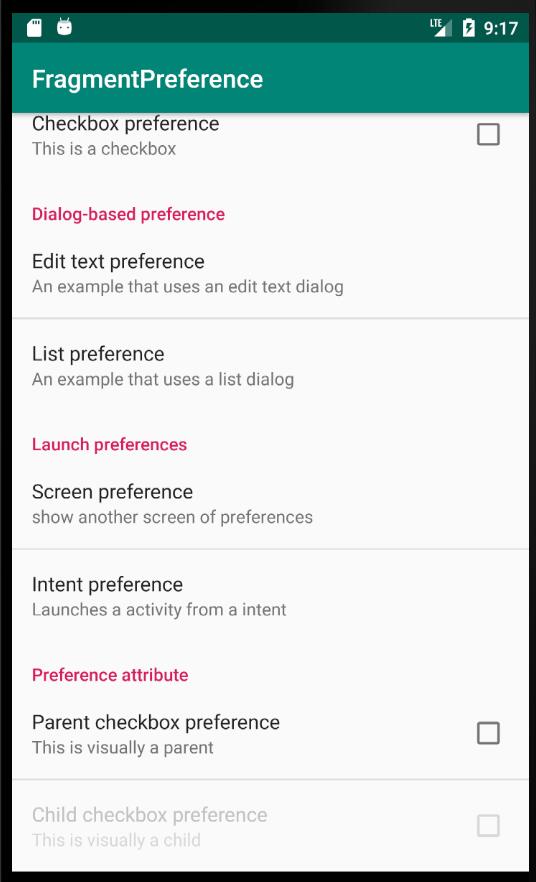 LTE 9:17
FragmentPreference
Checkbox preference
This is a checkbox
Dialog-based preference
Edit text preference
An example that uses an edit text dialog
List preference
An example that uses a list dialog
Launch preferences
Screen preference
show another screen of preferences
Intent preference
Launches a activity from a intent
Preference attribute
Parent checkbox preference
This is visually a parent
Child checkbox preference
This is visually a child